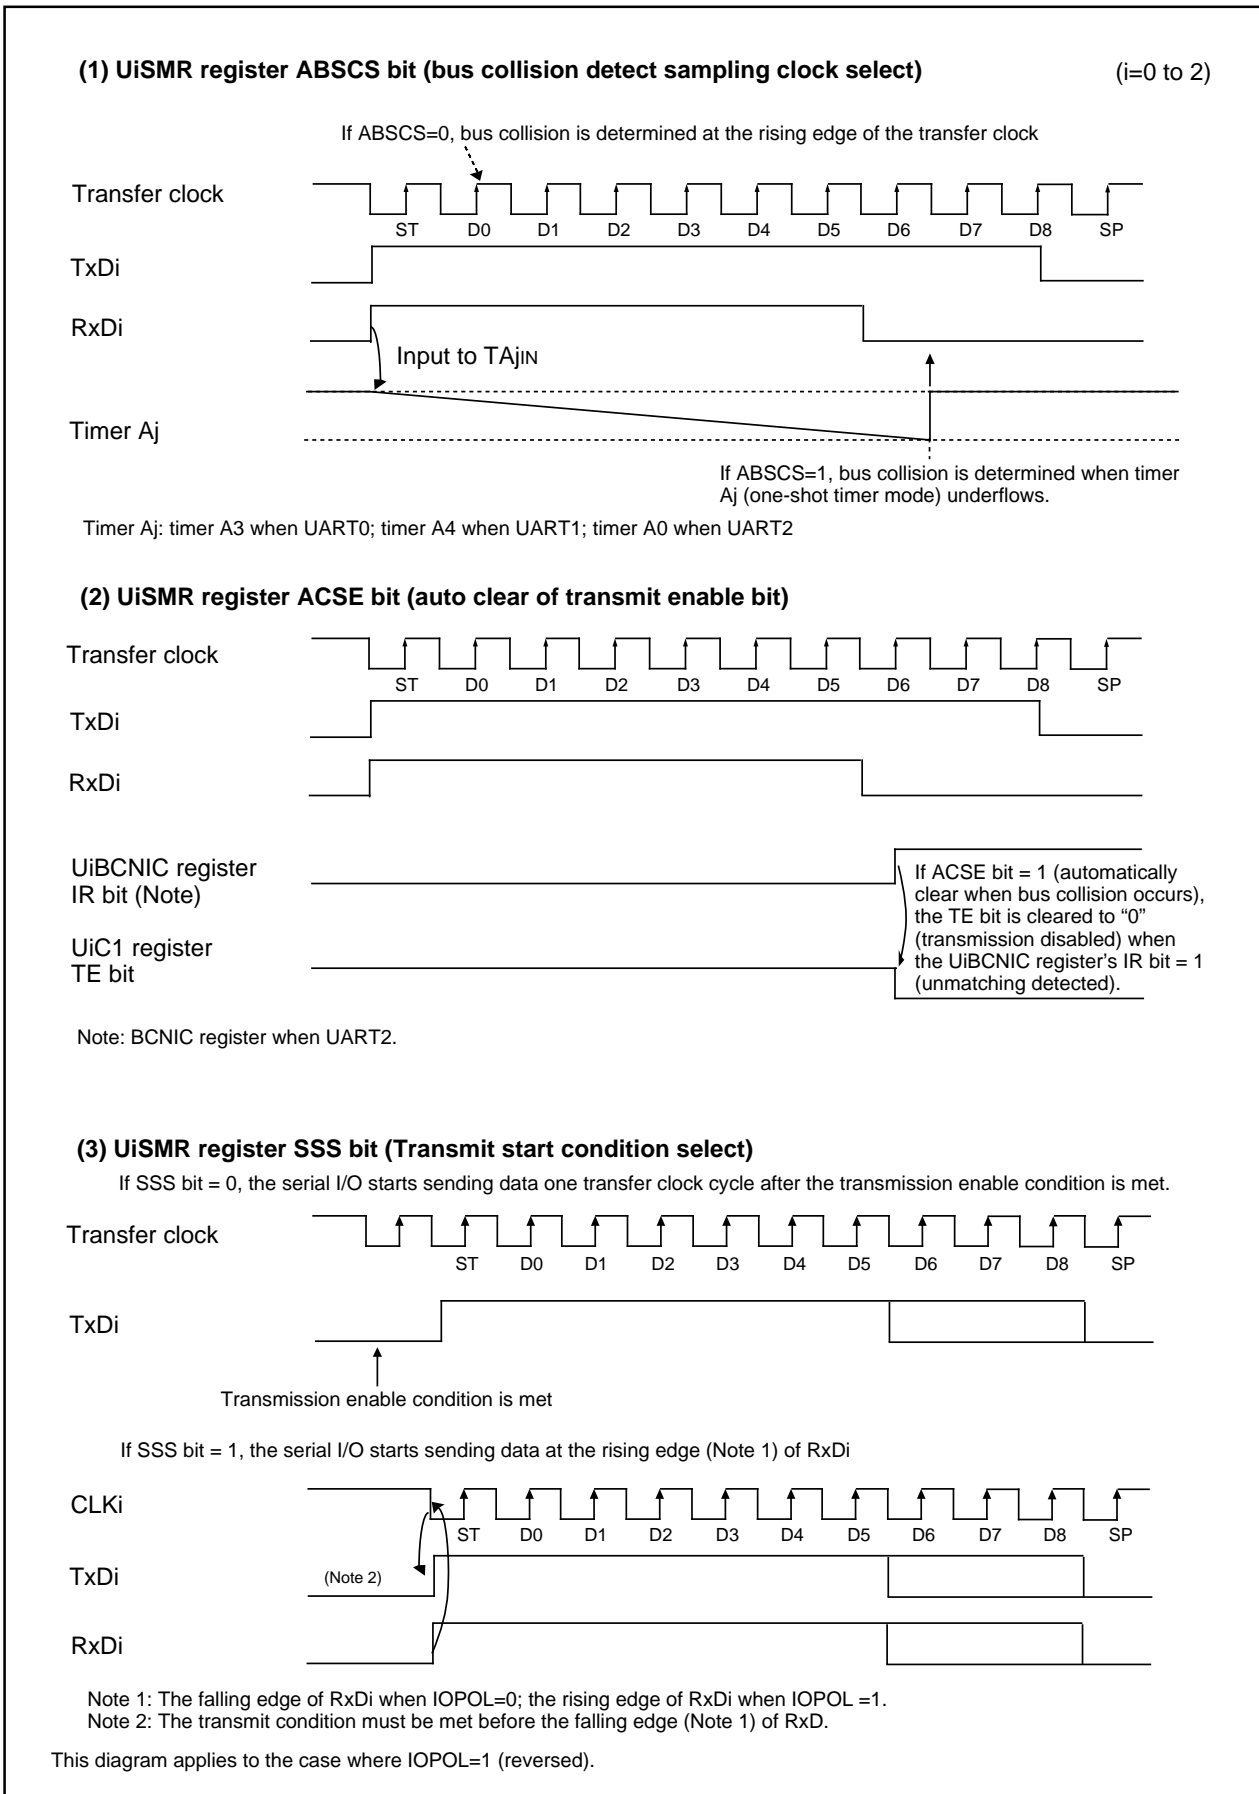 (1) UiSMR register ABSCS bit (bus collision detect sampling clock select) (i=0 to 2)
If ABSCS=0, bus collision is determined at the rising edge of the transfer clock
Transfer clock
ST D0 D1 D2 D3 D4 D5 D6 D7 D8 SP
TxDi
RxDi
Input to TAjIN
Timer Aj
If ABSCS=1, bus collision is determined when timer
Aj (one-shot timer mode) underflows.
Timer Aj: timer A3 when UART0; timer A4 when UART1; timer A0 when UART2
(2) UiSMR register ACSE bit (auto clear of transmit enable bit)
Transfer clock
ST D0 D1 D2 D3 D4 D5 D6 D7 D8 SP
TxDi
RxDi
UiBCNIC register
IR bit (Note)
If ACSE bit = 1 (automatically
clear when bus collision occurs),
the TE bit is cleared to “0”
(transmission disabled) when
the UiBCNIC register’s IR bit = 1
(unmatching detected).
UiC1 register
TE bit
Note: BCNIC register when UART2.
(3) UiSMR register SSS bit (Transmit start condition select)
If SSS bit = 0, the serial I/O starts sending data one transfer clock cycle after the transmission enable condition is met.
Transfer clock
ST D0 D1 D2 D3 D4 D5 D6 D7 D8 SP
TxDi
Transmission enable condition is met
If SSS bit = 1, the serial I/O starts sending data at the rising edge (Note 1) of RxDi
CLKi
ST D0 D1 D2 D3 D4 D5 D6 D7 D8 SP
TxDi
(Note 2)
RxDi
Note 1: The falling edge of RxDi when IOPOL=0; the rising edge of RxDi when IOPOL =1.
Note 2: The transmit condition must be met before the falling edge (Note 1) of RxD.
This diagram applies to the case where IOPOL=1 (reversed).